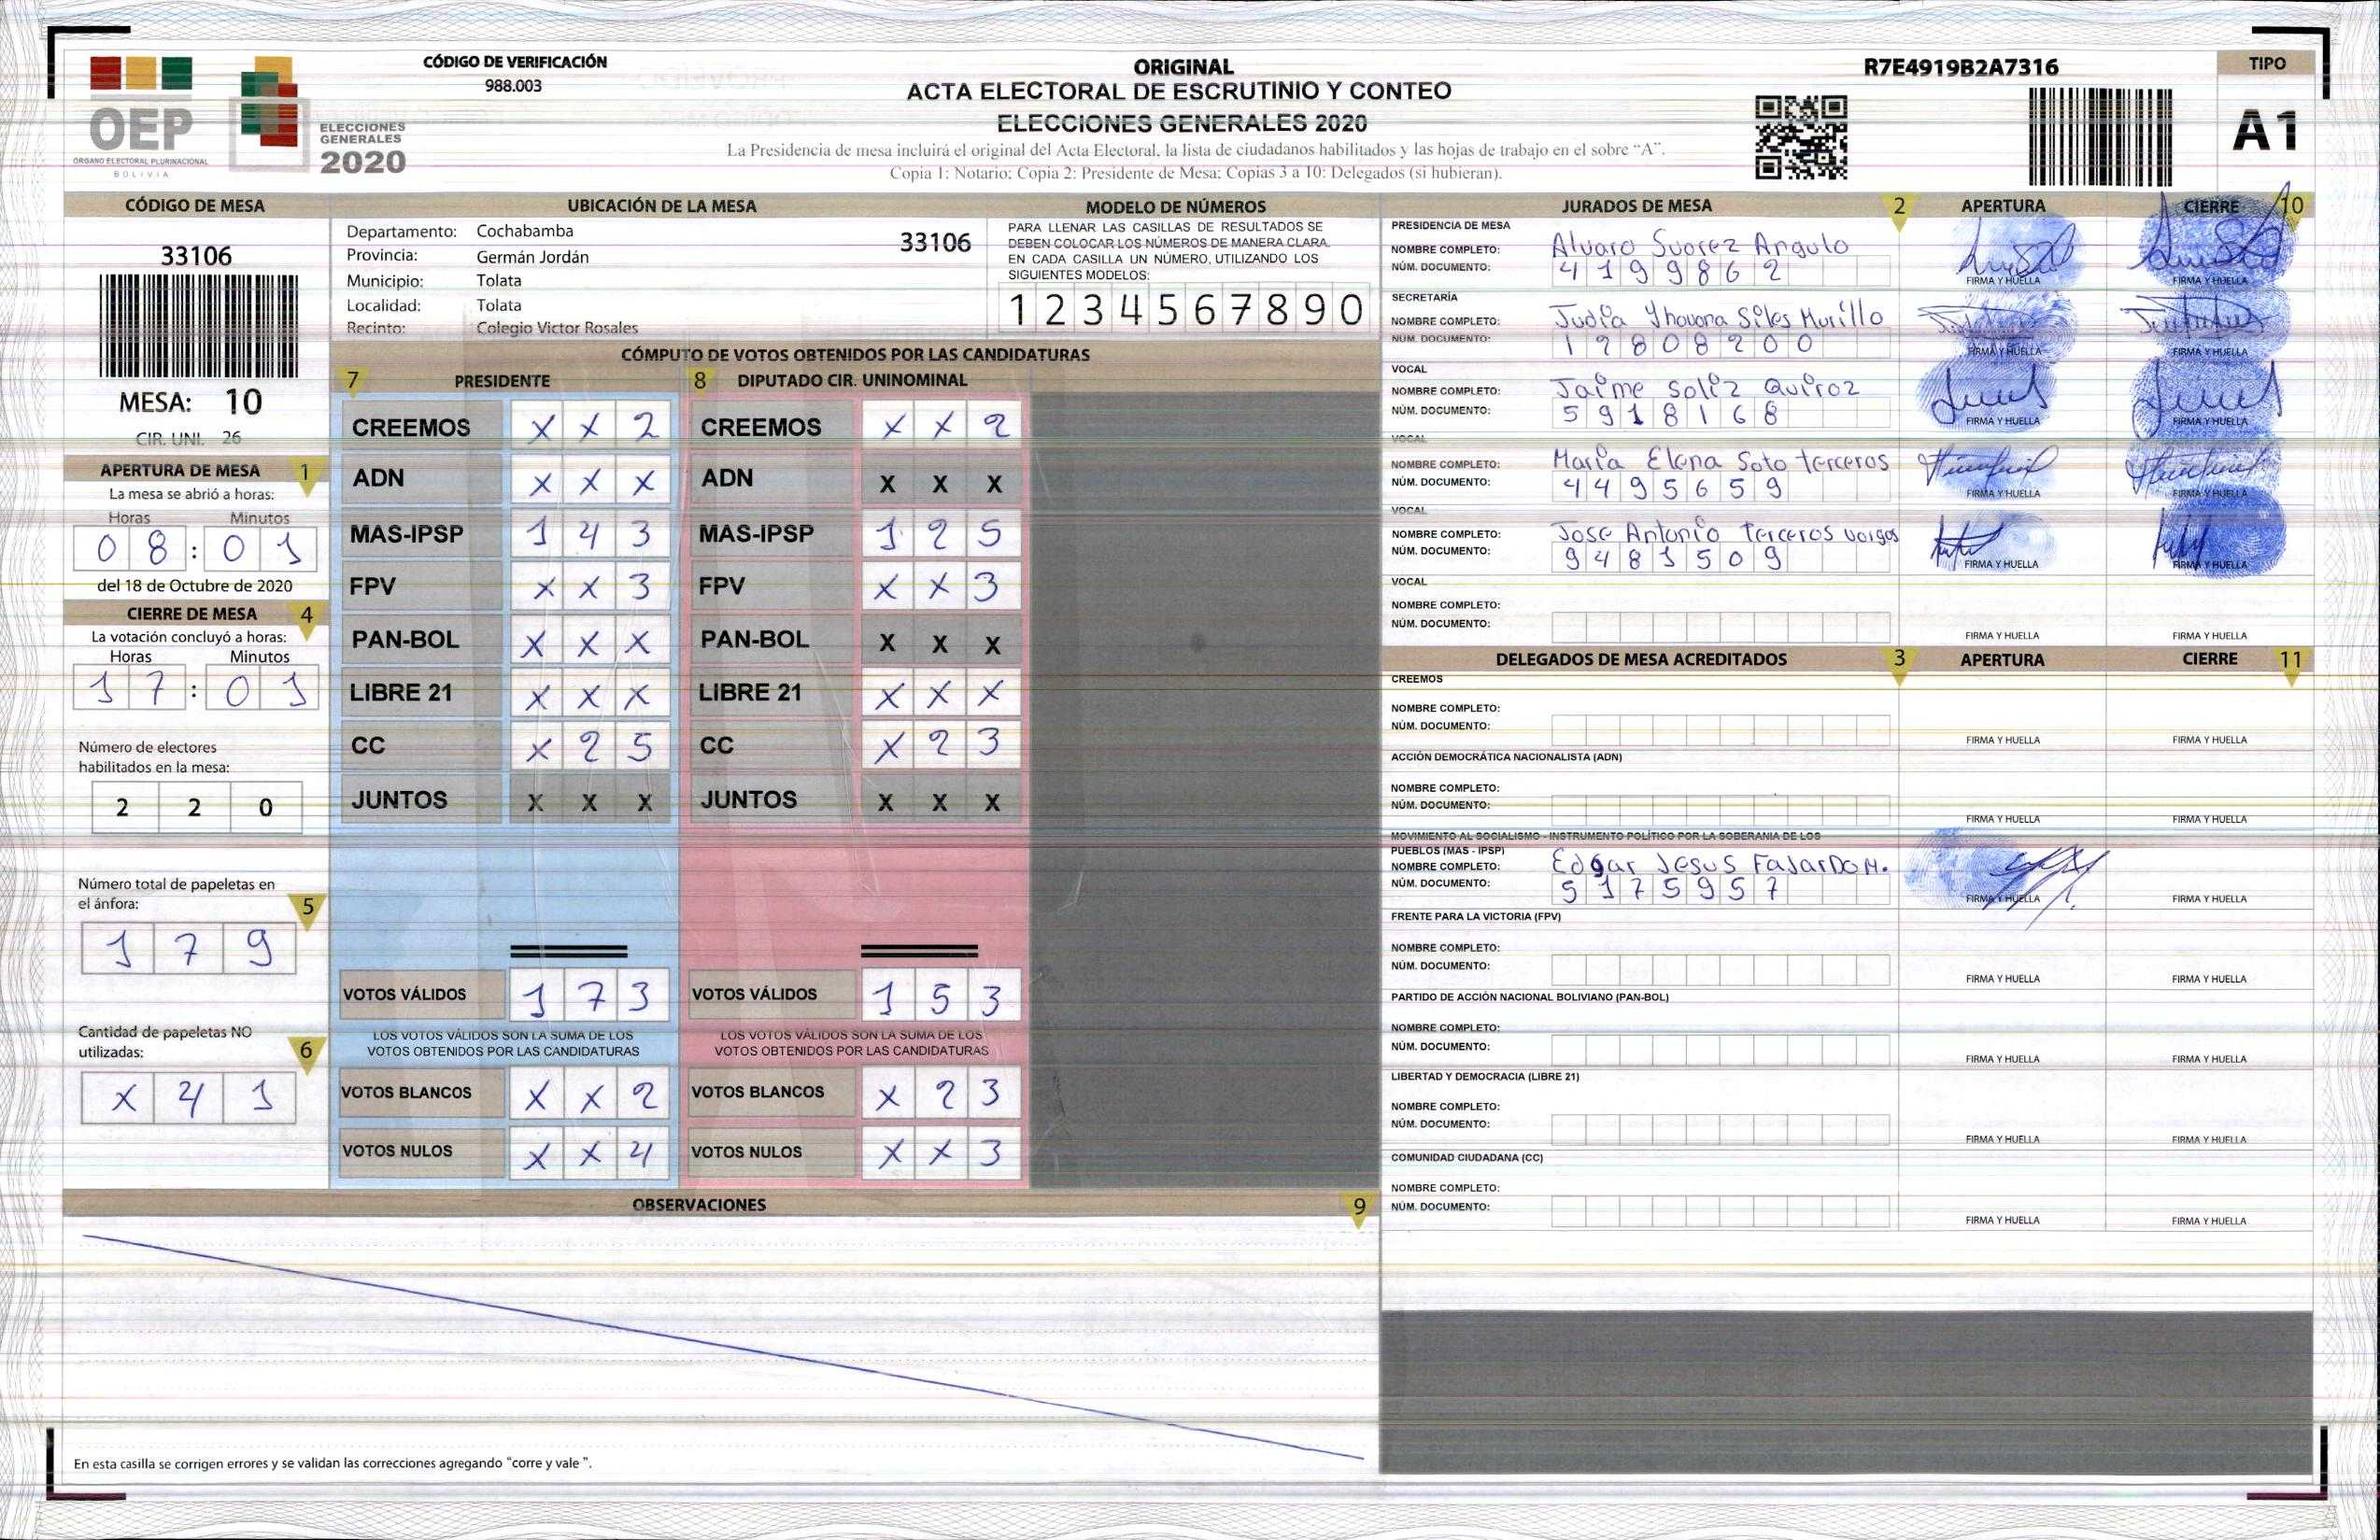 CÓDIGO DE VERIFICACIÓN
988.003
ORIGINAL
ACTA ELECTORAL DE ESCRUTINIO Y CONTEO
ELECCIONES GENERALES 2020
La Presidencia de mesa incluirá el original del Acta Electoral, la lista de ciudadanos habilitados y las hojas de trabajo en el sobre "A".
Copia 1: Notario; Copia 2: Presidente de Mesa; Copias 3 a 10: Delegados (si hubieran).
R7E4919B2A7316
TIPO
A1
OEP
ÓRGANO ELECTORAL PLURINACIONAL
BOLIVIA
ELECCIONES
GENERALES
2020
CÓDIGO DE MESA
33106
MESA: 10
CIR. UNI. 26
APERTURA DE MESA 1
La mesa se abrió a horas:
Horas Minutos
0 8 : 0 1
del 18 de Octubre de 2020
CIERRE DE MESA 4
La votación concluyó a horas:
Horas Minutos
1 7 : 0 1
Número de electores
habilitados en la mesa:
2 2 0
Número total de papeletas en
el ánfora: 5
1 7 9
Cantidad de papeletas NO
utilizadas: 6
X 4 1
UBICACIÓN DE LA MESA
Departamento: Cochabamba 33106
Provincia: Germán Jordán
Municipio: Tolata
Localidad: Tolata
Recinto: Colegio Victor Rosales
MODELO DE NÚMEROS
PARA LLENAR LAS CASILLAS DE RESULTADOS SE
DEBEN COLOCAR LOS NÚMEROS DE MANERA CLARA.
EN CADA CASILLA UN NÚMERO, UTILIZANDO LOS
SIGUIENTES MODELOS:
1 2 3 4 5 6 7 8 9 0
CÓMPUTO DE VOTOS OBTENIDOS POR LAS CANDIDATURAS
7 PRESIDENTE
CREEMOS X X 2
ADN X X X
MAS-IPSP 1 4 3
FPV X X 3
PAN-BOL X X X
LIBRE 21 X X X
CC X 2 5
JUNTOS X X X
VOTOS VÁLIDOS 1 7 3
LOS VOTOS VÁLIDOS SON LA SUMA DE LOS
VOTOS OBTENIDOS POR LAS CANDIDATURAS
VOTOS BLANCOS X X 2
VOTOS NULOS X X 4
8 DIPUTADO CIR. UNINOMINAL
CREEMOS X X 2
ADN X X X
MAS-IPSP 1 2 5
FPV X X 3
PAN-BOL X X X
LIBRE 21 X X X
CC X 2 3
JUNTOS X X X
VOTOS VÁLIDOS 1 5 3
LOS VOTOS VÁLIDOS SON LA SUMA DE LOS
VOTOS OBTENIDOS POR LAS CANDIDATURAS
VOTOS BLANCOS X 2 3
VOTOS NULOS X X 3
OBSERVACIONES 9
En esta casilla se corrigen errores y se validan las correcciones agregando "corre y vale ".
JURADOS DE MESA 2 APERTURA CIERRE 10
PRESIDENCIA DE MESA
NOMBRE COMPLETO: Alvaro Suarez Angulo
NÚM. DOCUMENTO: 4 1 9 9 8 6 2
FIRMA Y HUELLA FIRMA Y HUELLA
SECRETARÍA
NOMBRE COMPLETO: Judia Yhovana Siles Murillo
NÚM. DOCUMENTO: 1 2 8 0 8 2 0 0
FIRMA Y HUELLA FIRMA Y HUELLA
VOCAL
NOMBRE COMPLETO: Jaime Soliz Quiroz
NÚM. DOCUMENTO: 5 9 1 8 1 6 8
FIRMA Y HUELLA FIRMA Y HUELLA
VOCAL
NOMBRE COMPLETO: Maria Elena Soto terceros
NÚM. DOCUMENTO: 4 4 9 5 6 5 9
FIRMA Y HUELLA FIRMA Y HUELLA
VOCAL
NOMBRE COMPLETO: Jose Antonio Terceros Vargas
NÚM. DOCUMENTO: 9 4 8 1 5 0 9
FIRMA Y HUELLA FIRMA Y HUELLA
VOCAL
NOMBRE COMPLETO:
NÚM. DOCUMENTO:
FIRMA Y HUELLA FIRMA Y HUELLA
DELEGADOS DE MESA ACREDITADOS 3 APERTURA CIERRE 11
CREEMOS
NOMBRE COMPLETO:
NÚM. DOCUMENTO:
FIRMA Y HUELLA FIRMA Y HUELLA
ACCIÓN DEMOCRÁTICA NACIONALISTA (ADN)
NOMBRE COMPLETO:
NÚM. DOCUMENTO:
FIRMA Y HUELLA FIRMA Y HUELLA
MOVIMIENTO AL SOCIALISMO - INSTRUMENTO POLÍTICO POR LA SOBERANIA DE LOS
PUEBLOS (MAS - IPSP)
NOMBRE COMPLETO: Edgar Jesus Fajardo M.
NÚM. DOCUMENTO: 5 1 7 5 9 5 7
FIRMA Y HUELLA FIRMA Y HUELLA
FRENTE PARA LA VICTORIA (FPV)
NOMBRE COMPLETO:
NÚM. DOCUMENTO:
FIRMA Y HUELLA FIRMA Y HUELLA
PARTIDO DE ACCIÓN NACIONAL BOLIVIANO (PAN-BOL)
NOMBRE COMPLETO:
NÚM. DOCUMENTO:
FIRMA Y HUELLA FIRMA Y HUELLA
LIBERTAD Y DEMOCRACIA (LIBRE 21)
NOMBRE COMPLETO:
NÚM. DOCUMENTO:
FIRMA Y HUELLA FIRMA Y HUELLA
COMUNIDAD CIUDADANA (CC)
NOMBRE COMPLETO:
NÚM. DOCUMENTO:
FIRMA Y HUELLA FIRMA Y HUELLA